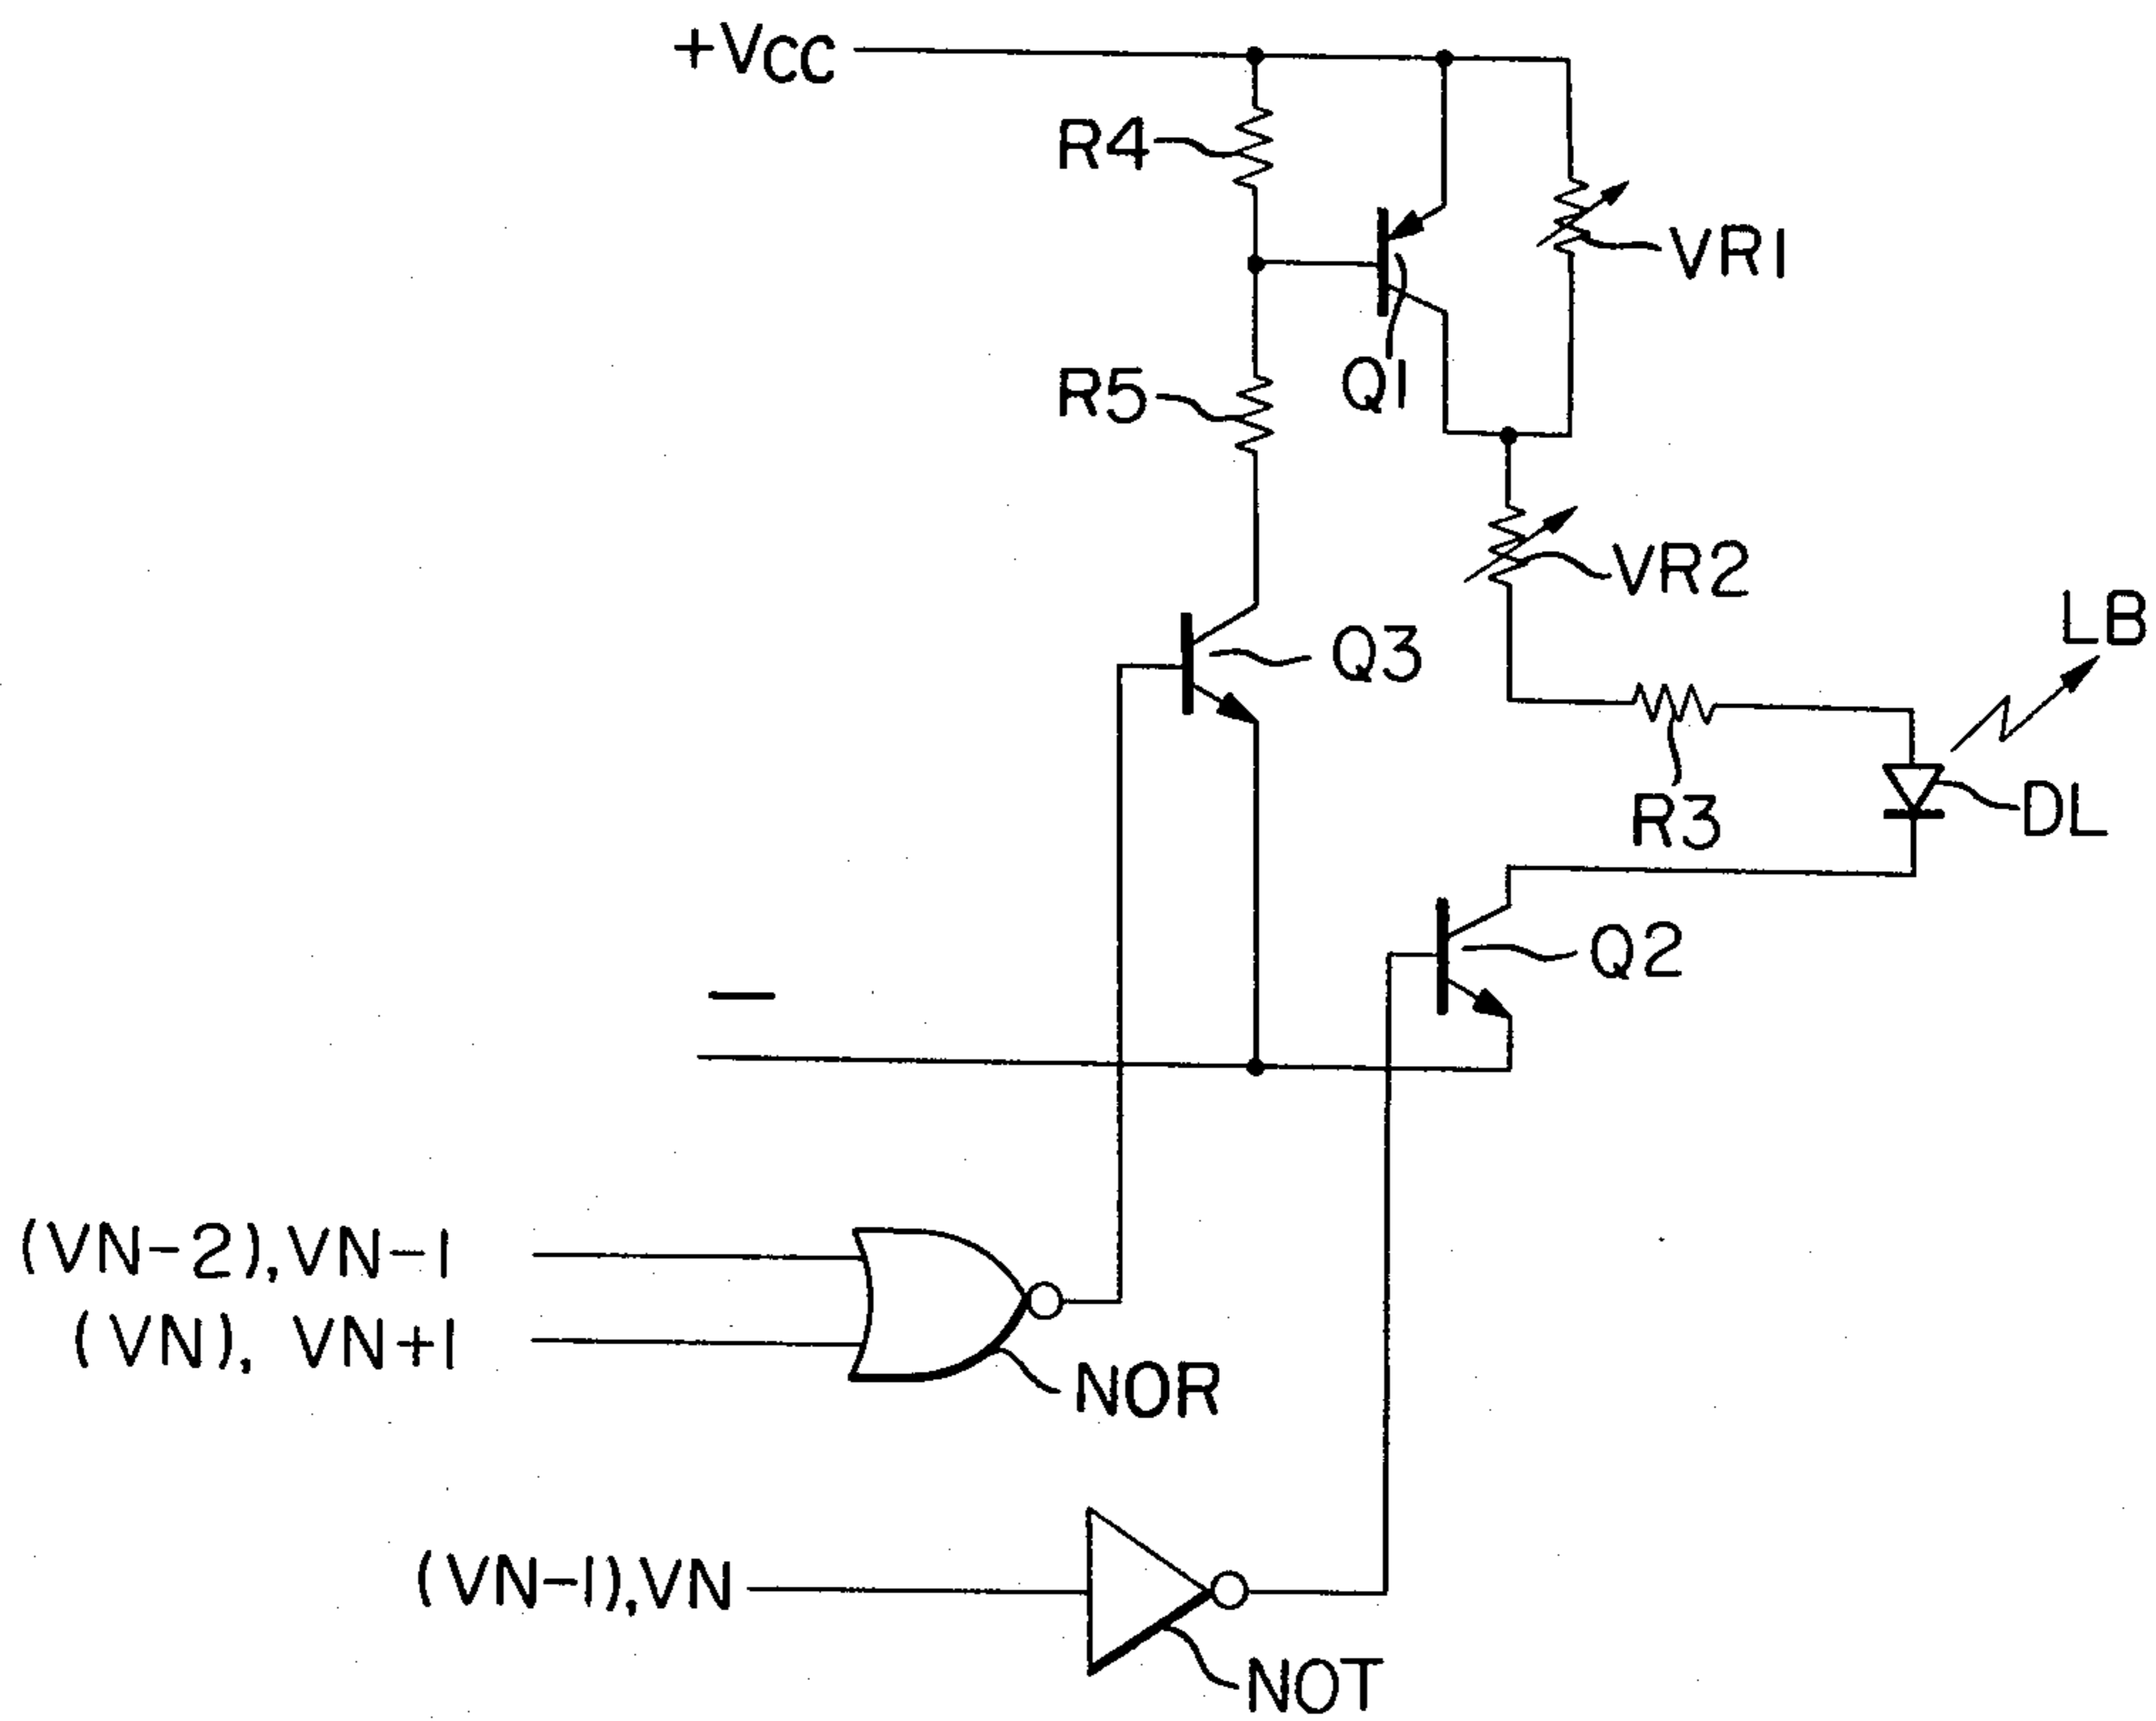 +VCC
R4
VR1
R5
Q1
VR2
LB
Q3
R3
DL
Q2
−
(VN-2),VN-1
(VN), VN+1
NOR
(VN-1),VN
NOT